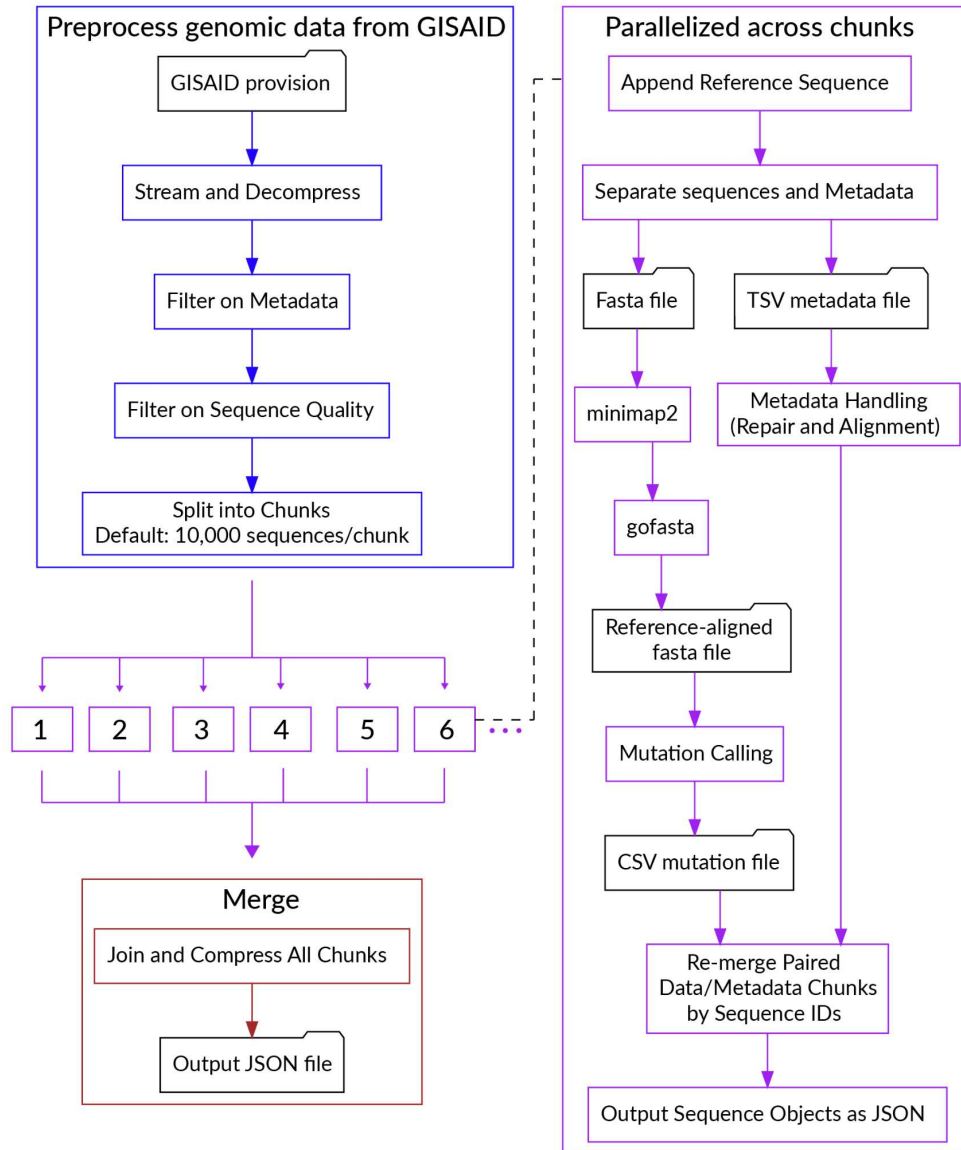 Preprocess genomic data from GISAID
GISAID provision
Stream and Decompress
Filter on Metadata
Filter on Sequence Quality
Split into Chunks
Default: 10,000 sequences/chunk
1 2 3 4 5 6 ...
Merge
Join and Compress All Chunks
Output JSON file
Parallelized across chunks
Append Reference Sequence
Separate sequences and Metadata
Fasta file
TSV metadata file
minimap2
Metadata Handling
(Repair and Alignment)
gofasta
Reference-aligned
fasta file
Mutation Calling
CSV mutation file
Re-merge Paired
Data/Metadata Chunks
by Sequence IDs
Output Sequence Objects as JSON